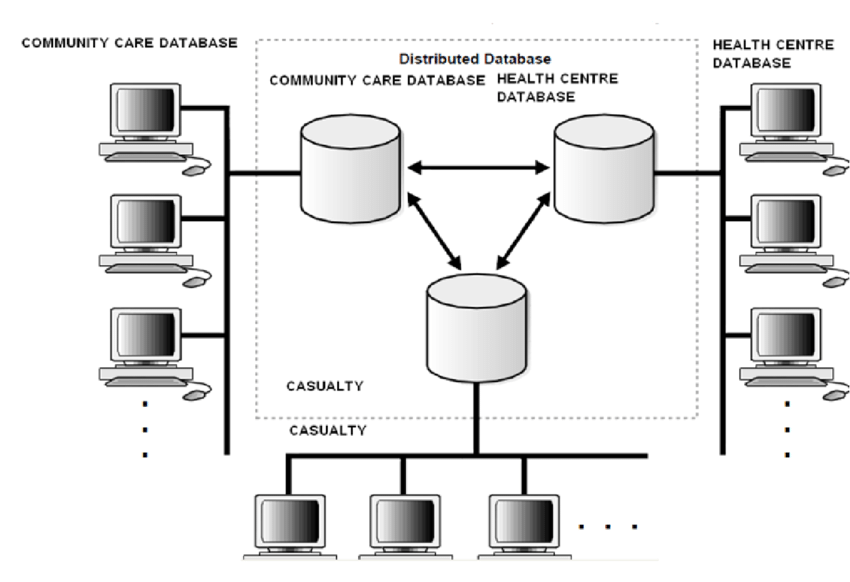 COMMUNITY CARE DATABASE
Distributed Database
HEALTH CENTRE
DATABASE
COMMUNITY CARE DATABASE
HEALTH CENTRE
DATABASE
CASUALTY
CASUALTY